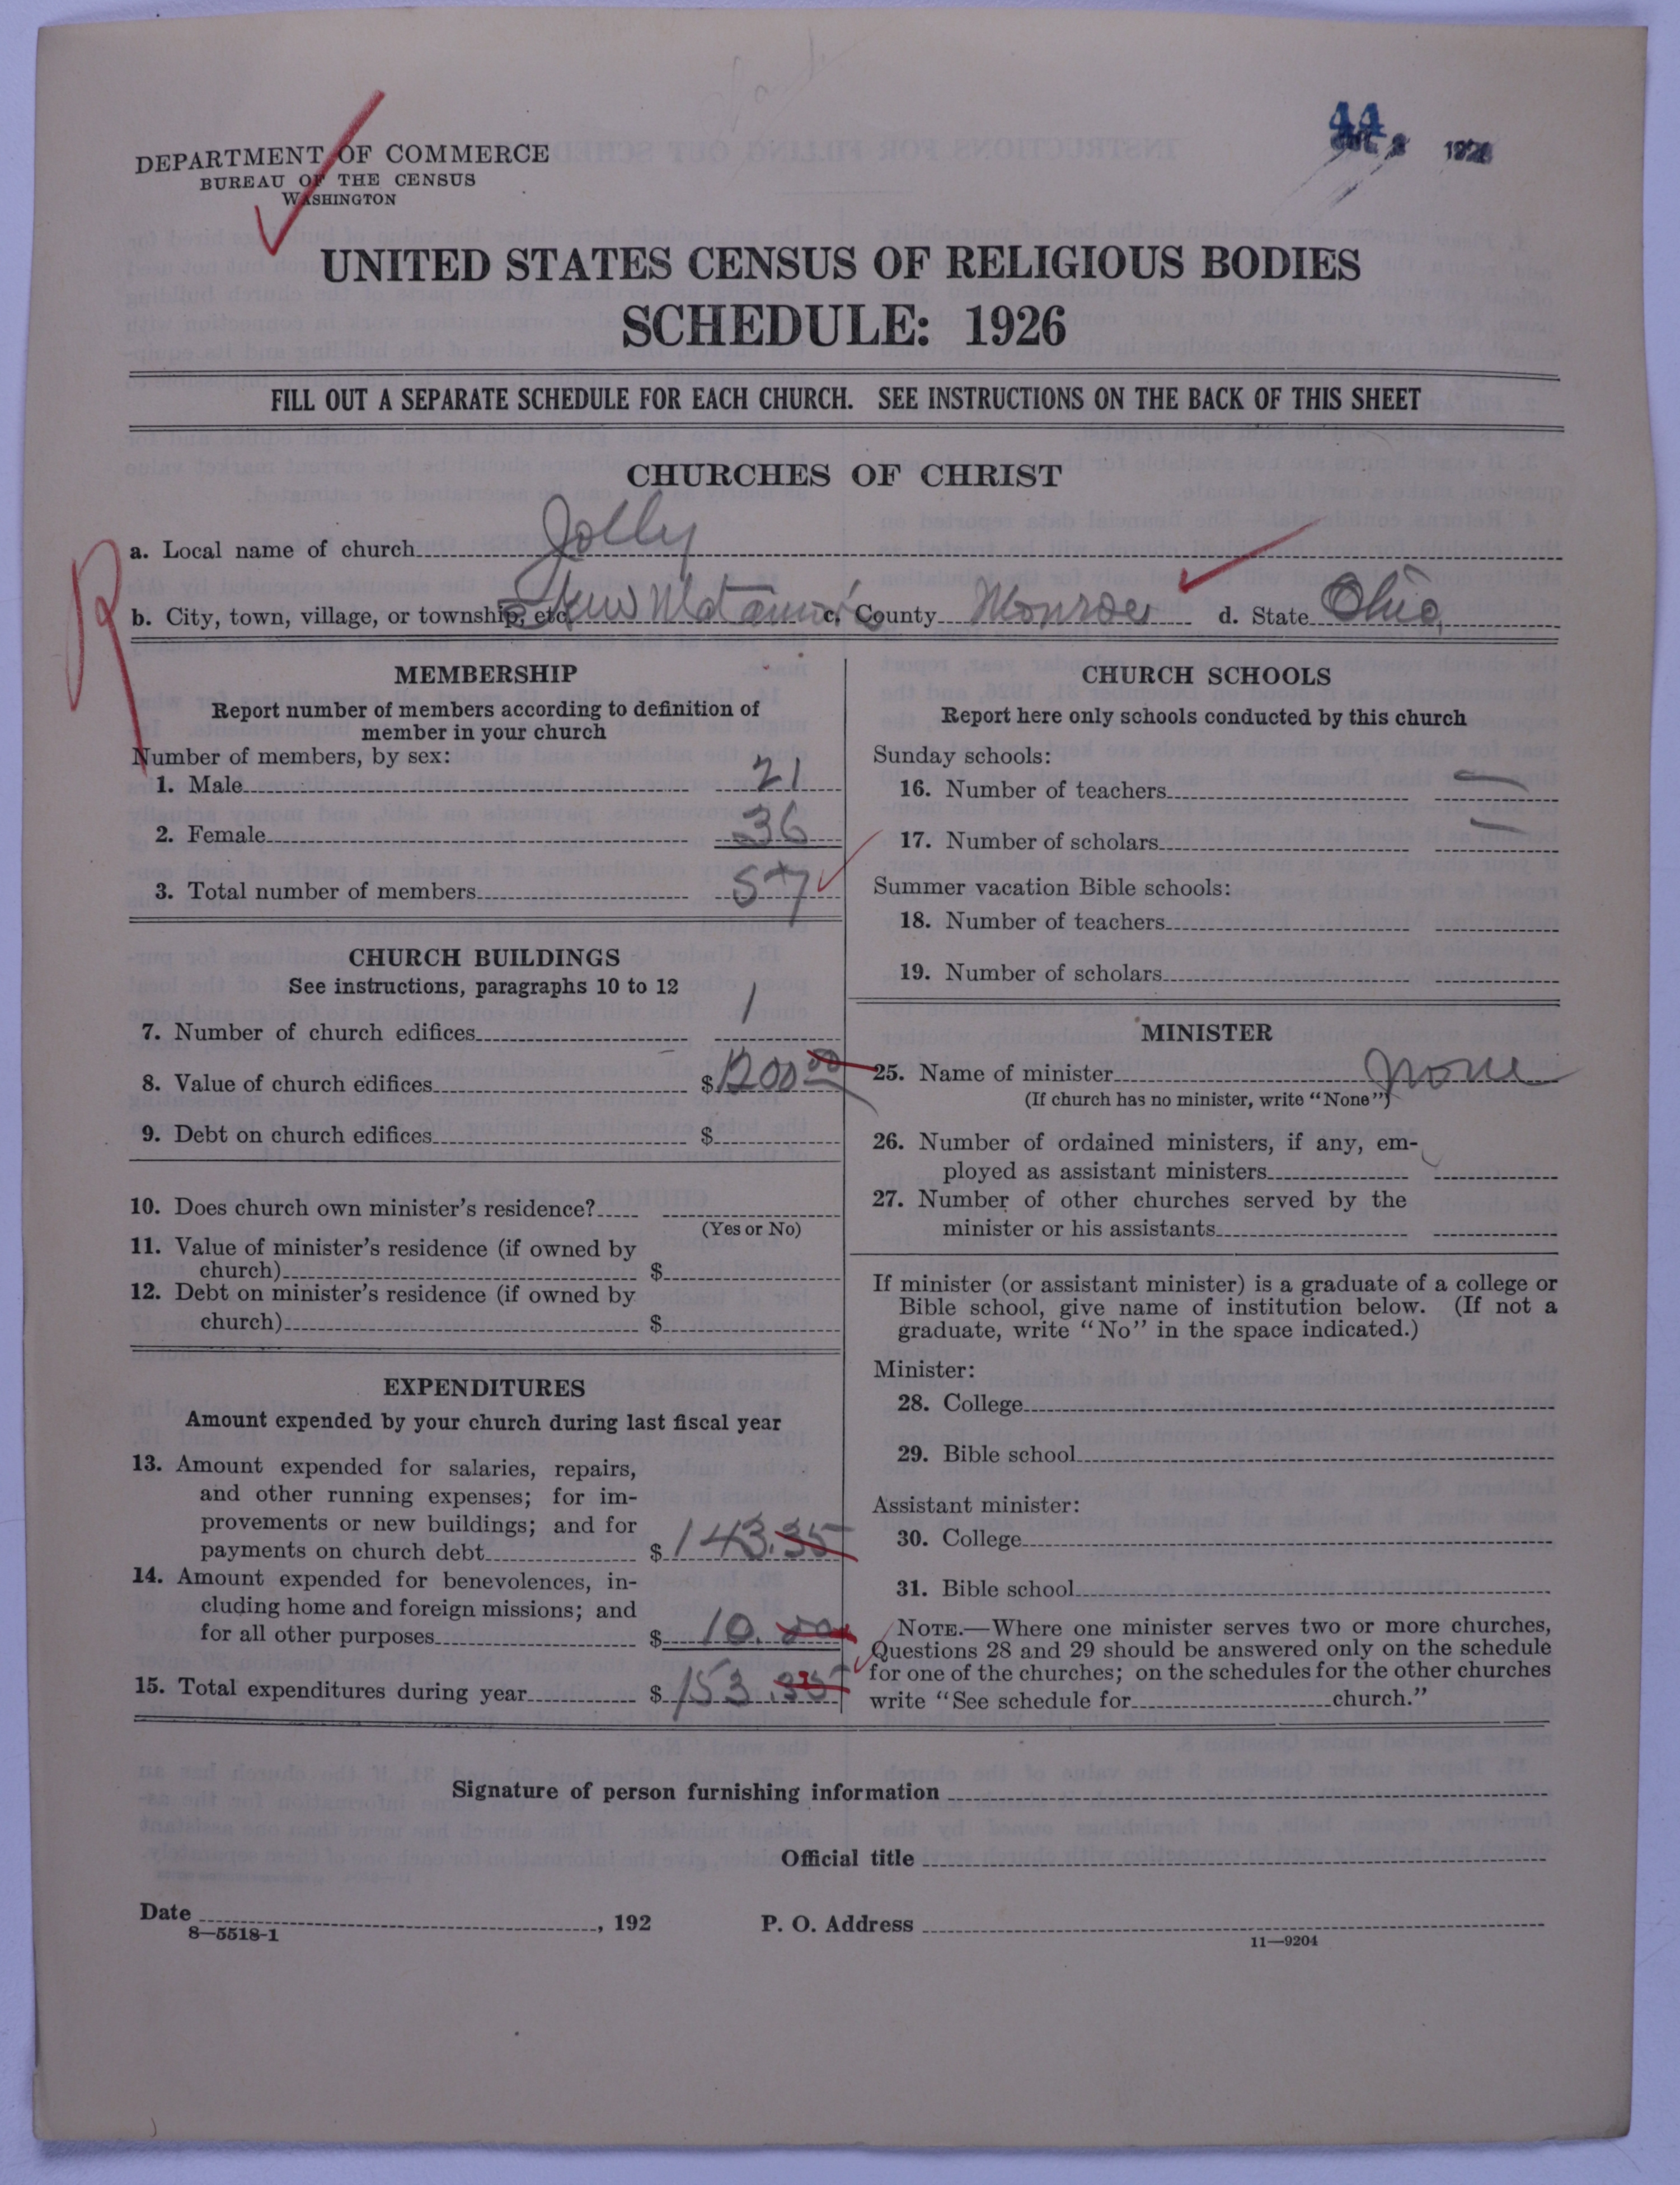 44
1926
DEPARTMENT OF COMMERCE
BUREAU OF THE CENSUS
WASHINGTON
UNITED STATES CENSUS OF RELIGIOUS BODIES
SCHEDULE: 1926
FILL OUT A SEPARATE SCHEDULE FOR EACH CHURCH. SEE INSTRUCTIONS ON THE BACK OF THIS SHEET
CHURCHES OF CHRIST
R
a. Local name of church Jolly
b. City, town, village, or township, etc. New c. County Monroe d. State Ohio
MEMBERSHIP
Report number of members according to definition of
member in your church
Number of members, by sex:
1. Male 21
2. Female 36
3. Total number of members 57
CHURCH BUILDINGS
See instructions, paragraphs 10 to 12
7. Number of church edifices 1
8. Value of church edifices $1200 00
9. Debt on church edifices $
10. Does church own minister's residence?
(Yes or No)
11. Value of minister's residence (if owned by
church) $
12. Debt on minister's residence (if owned by
church) $
EXPENDITURES
Amount expended by your church during last fiscal year
13. Amount expended for salaries, repairs,
and other running expenses; for im-
provements or new buildings; and for
payments on church debt $143.35
14. Amount expended for benevolences, in-
cluding home and foreign missions; and
for all other purposes $10.00
15. Total expenditures during year $153.35
CHURCH SCHOOLS
Report here only schools conducted by this church
Sunday schools:
16. Number of teachers —
17. Number of scholars —
Summer vacation Bible schools:
18. Number of teachers
19. Number of scholars
MINISTER
25. Name of minister None
(If church has no minister, write "None")
26. Number of ordained ministers, if any, em-
ployed as assistant ministers
27. Number of other churches served by the
minister or his assistants
If minister (or assistant minister) is a graduate of a college or
Bible school, give name of institution below. (If not a
graduate, write "No" in the space indicated.)
Minister:
28. College
29. Bible school
Assistant minister:
30. College
31. Bible school
NOTE.—Where one minister serves two or more churches,
Questions 28 and 29 should be answered only on the schedule
for one of the churches; on the schedules for the other churches
write "See schedule for church."
Signature of person furnishing information
Official title
Date , 192 P. O. Address
8—5518-1
11—9204